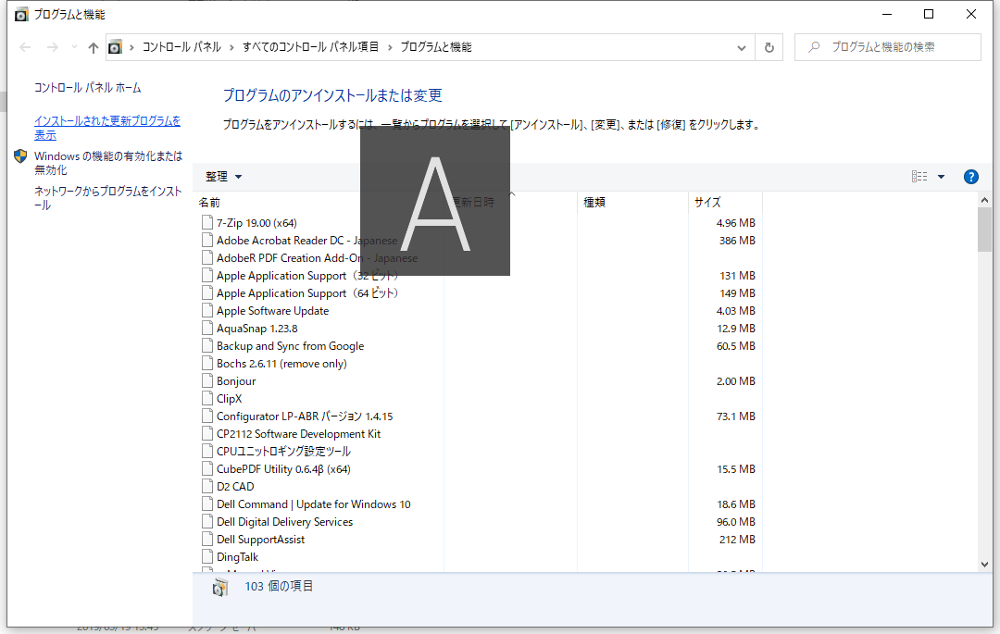 プログラムと機能
コントロール パネル › すべてのコントロール パネル項目 › プログラムと機能
プログラムと機能の検索
コントロール パネル ホーム
インストールされた更新プログラムを
表示
Windows の機能の有効化または
無効化
ネットワークからプログラムをインスト
ール
プログラムのアンインストールまたは変更
プログラムをアンインストールするには、一覧からプログラムを選択して [アンインストール]、[変更]、または [修復] をクリックします。
A
整理
名前 更新日時 種類 サイズ
7-Zip 19.00 (x64) 4.96 MB
Adobe Acrobat Reader DC - Japanese 386 MB
AdobeR PDF Creation Add-On - Japanese
Apple Application Support（32 ビット） 131 MB
Apple Application Support（64 ビット） 149 MB
Apple Software Update 4.03 MB
AquaSnap 1.23.8 12.9 MB
Backup and Sync from Google 60.5 MB
Bochs 2.6.11 (remove only)
Bonjour 2.00 MB
ClipX
Configurator LP-ABR バージョン 1.4.15 73.1 MB
CP2112 Software Development Kit
CPUユニットロギング設定ツール
CubePDF Utility 0.6.4β (x64) 15.5 MB
D2 CAD
Dell Command | Update for Windows 10 18.6 MB
Dell Digital Delivery Services 96.0 MB
Dell SupportAssist 212 MB
DingTalk
103 個の項目